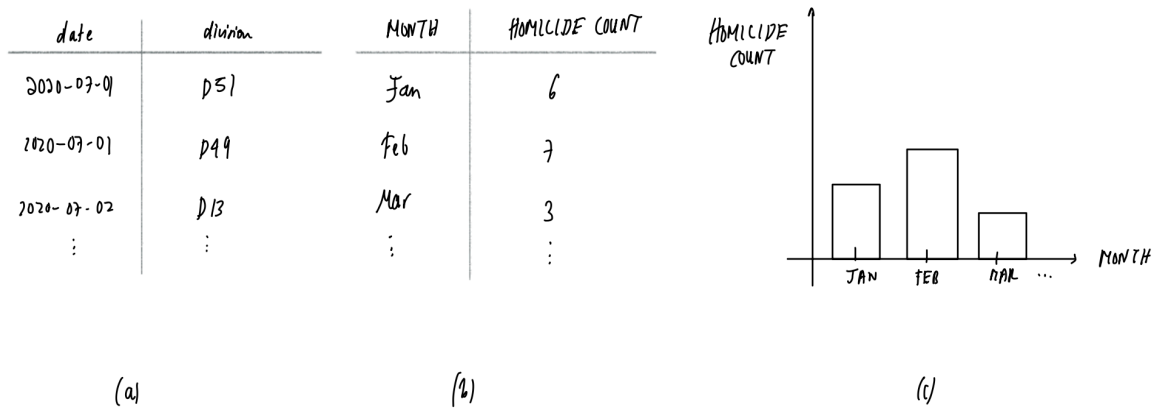 date division
2020-07-01 D51
2020-07-01 D49
2020-07-02 D13
⋮ ⋮
(a)
MONTH HOMICIDE COUNT
Jan 6
Feb 7
Mar 3
⋮ ⋮
(b)
HOMICIDE
COUNT
MONTH
JAN FEB MAR ...
(c)